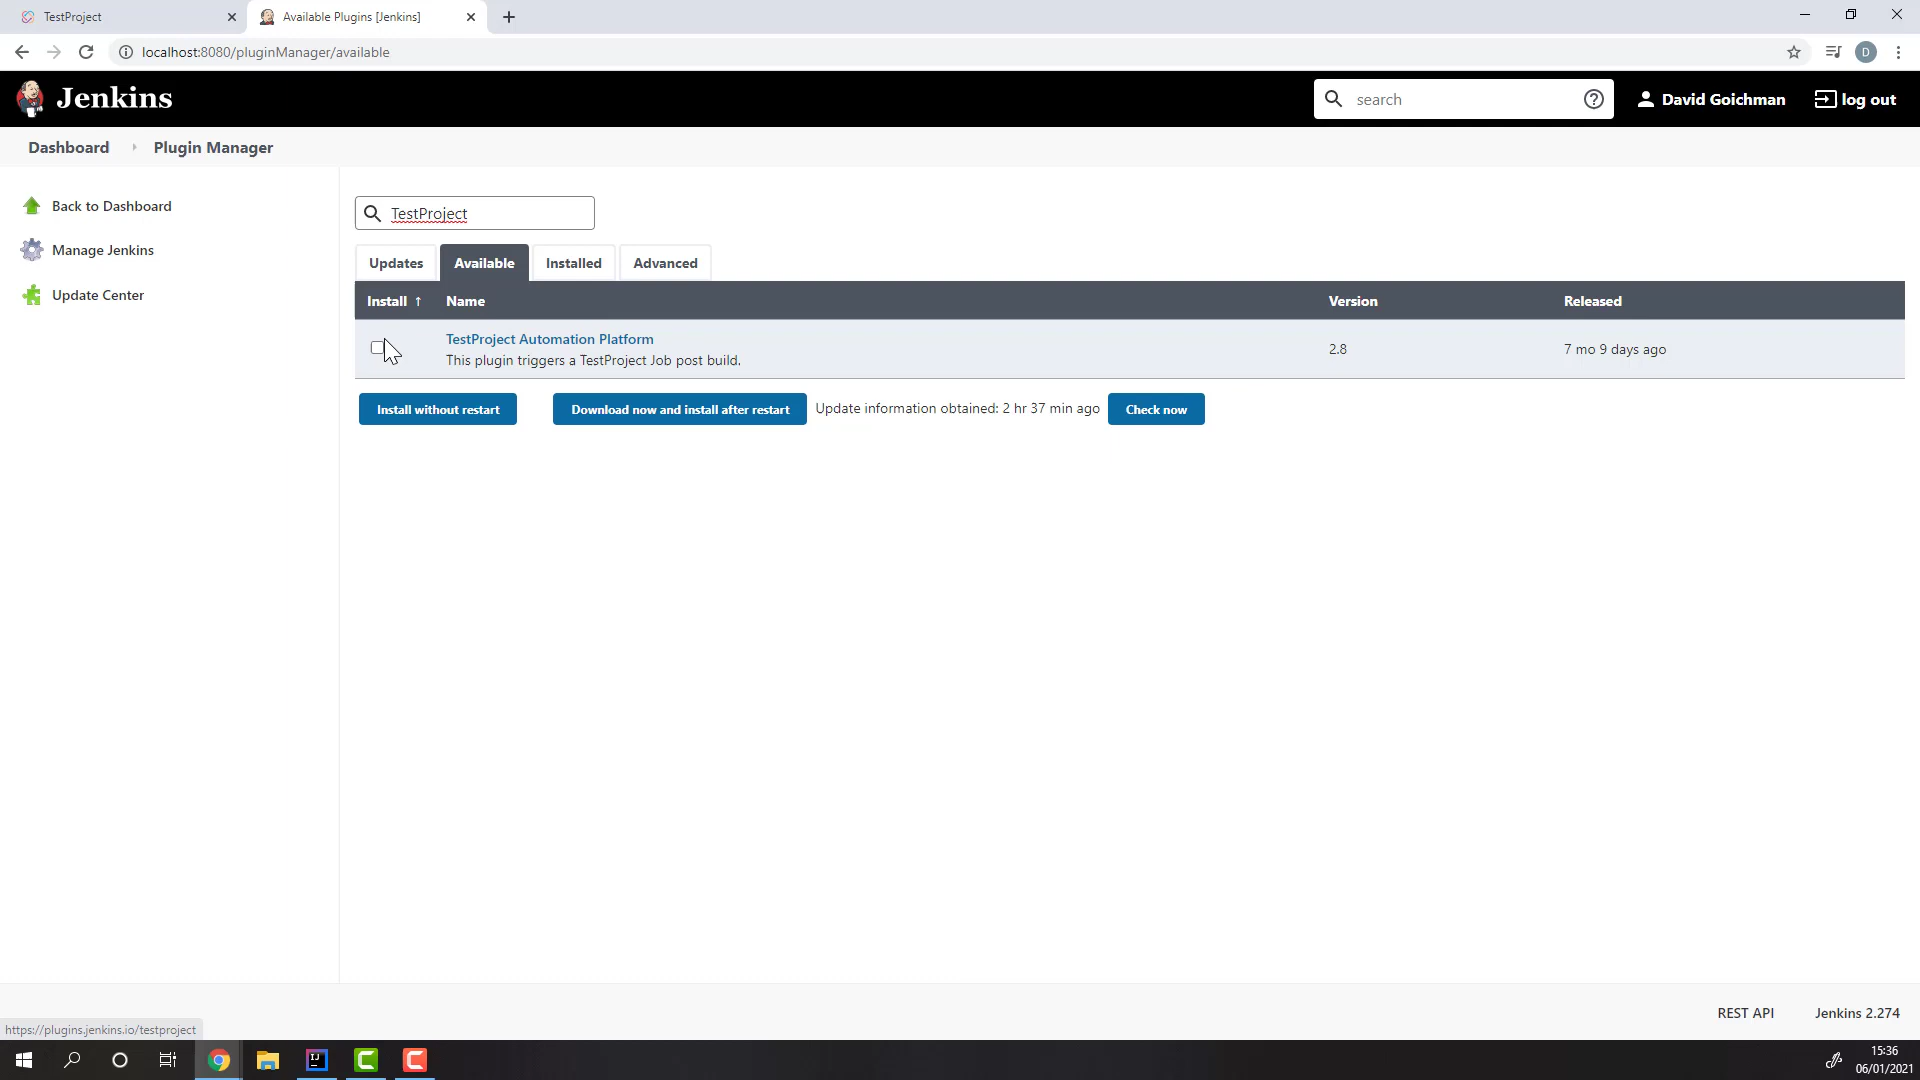 TestProject
Available Plugins [Jenkins]
localhost:8080/pluginManager/available
D
Jenkins
search
David Goichman
log out
Dashboard
Plugin Manager
Back to Dashboard
Manage Jenkins
Update Center
TestProject
Updates
Available
Installed
Advanced
Install ↑
Name
Version
Released
TestProject Automation Platform
This plugin triggers a TestProject Job post build.
2.8
7 mo 9 days ago
Install without restart
Download now and install after restart
Update information obtained: 2 hr 37 min ago
Check now
REST API
Jenkins 2.274
https://plugins.jenkins.io/testproject
IJ
15:36
06/01/2021